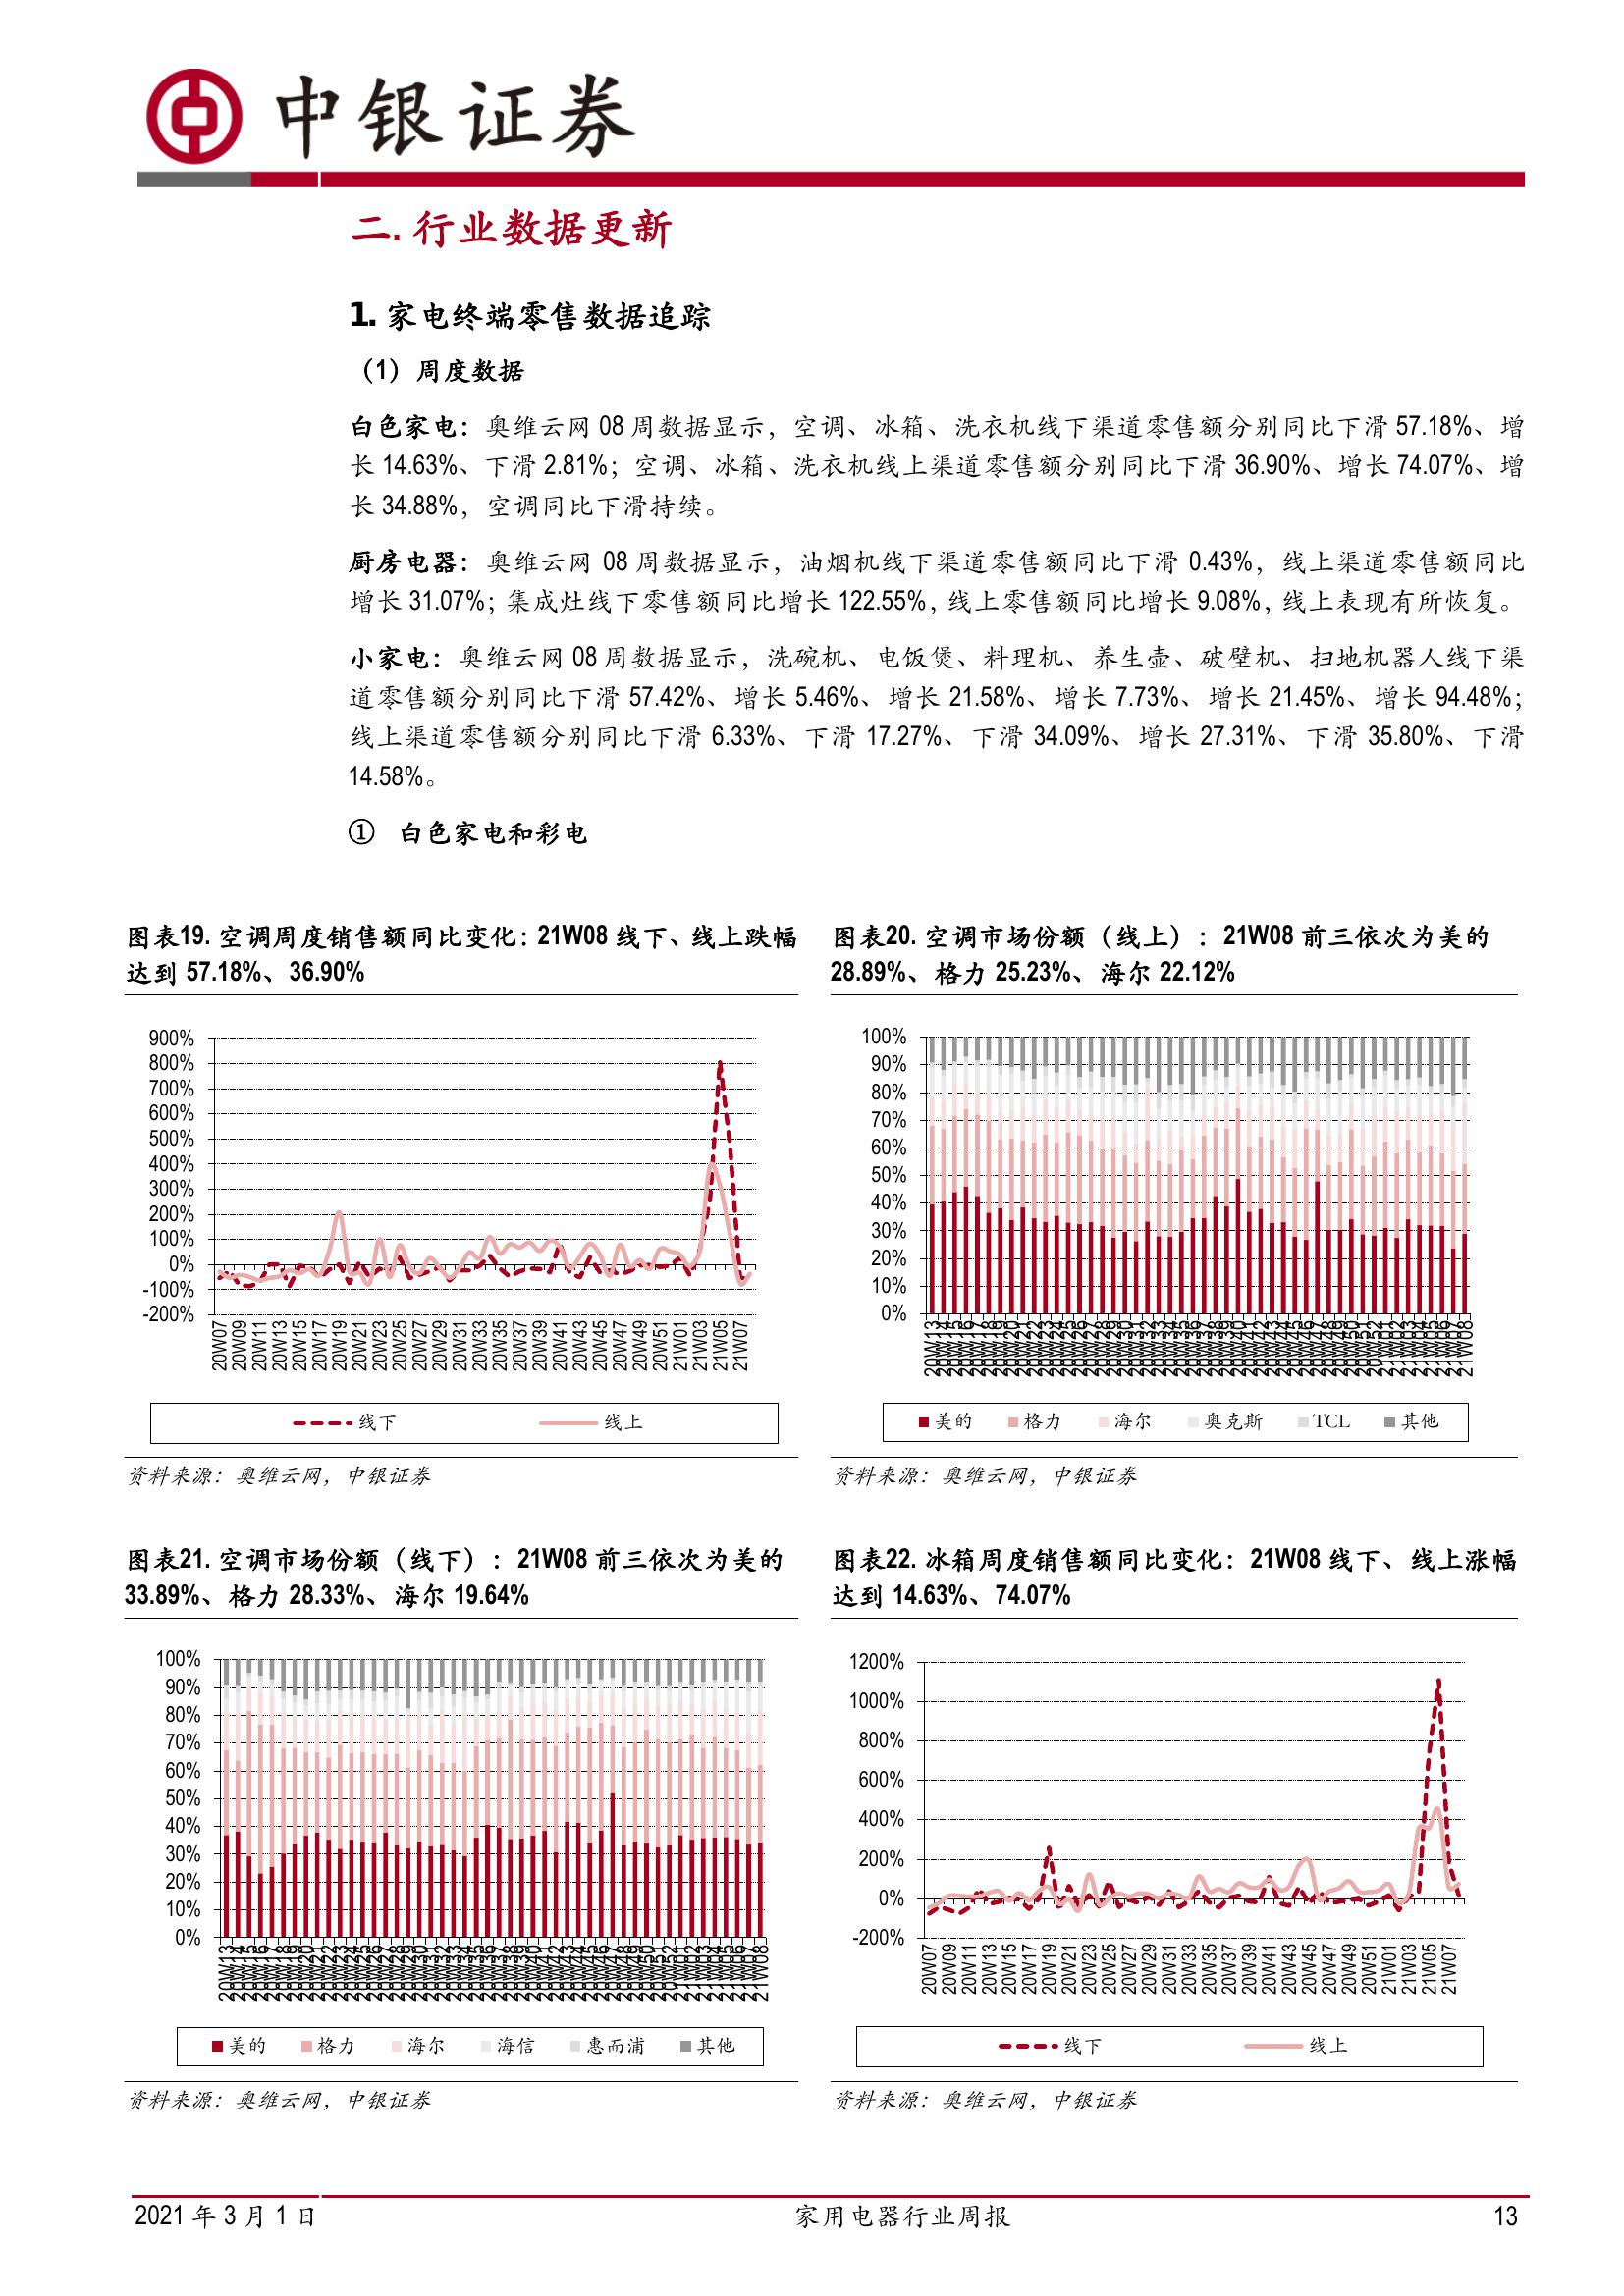 中银证券
二. 行业数据更新
1. 家电终端零售数据追踪
（1）周度数据
白色家电：奥维云网 08 周数据显示，空调、冰箱、洗衣机线下渠道零售额分别同比下滑 57.18%、增
长 14.63%、下滑 2.81%；空调、冰箱、洗衣机线上渠道零售额分别同比下滑 36.90%、增长 74.07%、增
长 34.88%，空调同比下滑持续。
厨房电器：奥维云网 08 周数据显示，油烟机线下渠道零售额同比下滑 0.43%，线上渠道零售额同比
增长 31.07%；集成灶线下零售额同比增长 122.55%，线上零售额同比增长 9.08%，线上表现有所恢复。
小家电：奥维云网 08 周数据显示，洗碗机、电饭煲、料理机、养生壶、破壁机、扫地机器人线下渠
道零售额分别同比下滑 57.42%、增长 5.46%、增长 21.58%、增长 7.73%、增长 21.45%、增长 94.48%；
线上渠道零售额分别同比下滑 6.33%、下滑 17.27%、下滑 34.09%、增长 27.31%、下滑 35.80%、下滑
14.58%。
① 白色家电和彩电
图表19. 空调周度销售额同比变化：21W08 线下、线上跌幅
达到 57.18%、36.90%
900%
800%
700%
600%
500%
400%
300%
200%
100%
0%
-100%
-200%
20W07 20W09 20W11 20W13 20W15 20W17 20W19 20W21 20W23 20W25 20W27 20W29 20W31 20W33 20W35 20W37 20W39 20W41 20W43 20W45 20W47 20W49 20W51 21W01 21W03 21W05 21W07
线下 线上
资料来源：奥维云网，中银证券
图表20. 空调市场份额（线上）：21W08 前三依次为美的
28.89%、格力 25.23%、海尔 22.12%
100%
90%
80%
70%
60%
50%
40%
30%
20%
10%
0%
美的 格力 海尔 奥克斯 TCL 其他
资料来源：奥维云网，中银证券
图表21. 空调市场份额（线下）：21W08 前三依次为美的
33.89%、格力 28.33%、海尔 19.64%
100%
90%
80%
70%
60%
50%
40%
30%
20%
10%
0%
美的 格力 海尔 海信 惠而浦 其他
资料来源：奥维云网，中银证券
图表22. 冰箱周度销售额同比变化：21W08 线下、线上涨幅
达到 14.63%、74.07%
1200%
1000%
800%
600%
400%
200%
0%
-200%
20W07 20W09 20W11 20W13 20W15 20W17 20W19 20W21 20W23 20W25 20W27 20W29 20W31 20W33 20W35 20W37 20W39 20W41 20W43 20W45 20W47 20W49 20W51 21W01 21W03 21W05 21W07
线下 线上
资料来源：奥维云网，中银证券
2021 年 3 月 1 日 家用电器行业周报 13